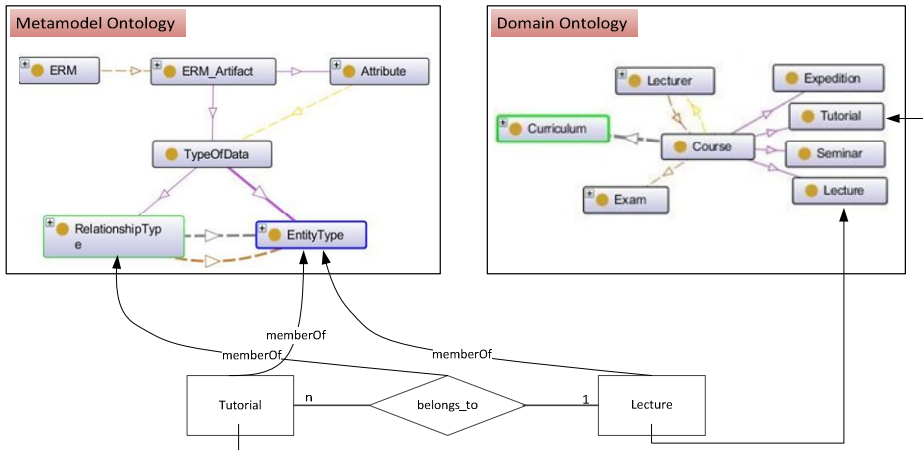 Metamodel Ontology
Domain Ontology
ERM
ERM_Artifact
Attribute
TypeOfData
RelationshipTyp
e
EntityType
Lecturer
Expedition
Curriculum
Tutorial
Course
Seminar
Exam
Lecture
memberOf
memberOf
memberOf
Tutorial
n
belongs_to
1
Lecture